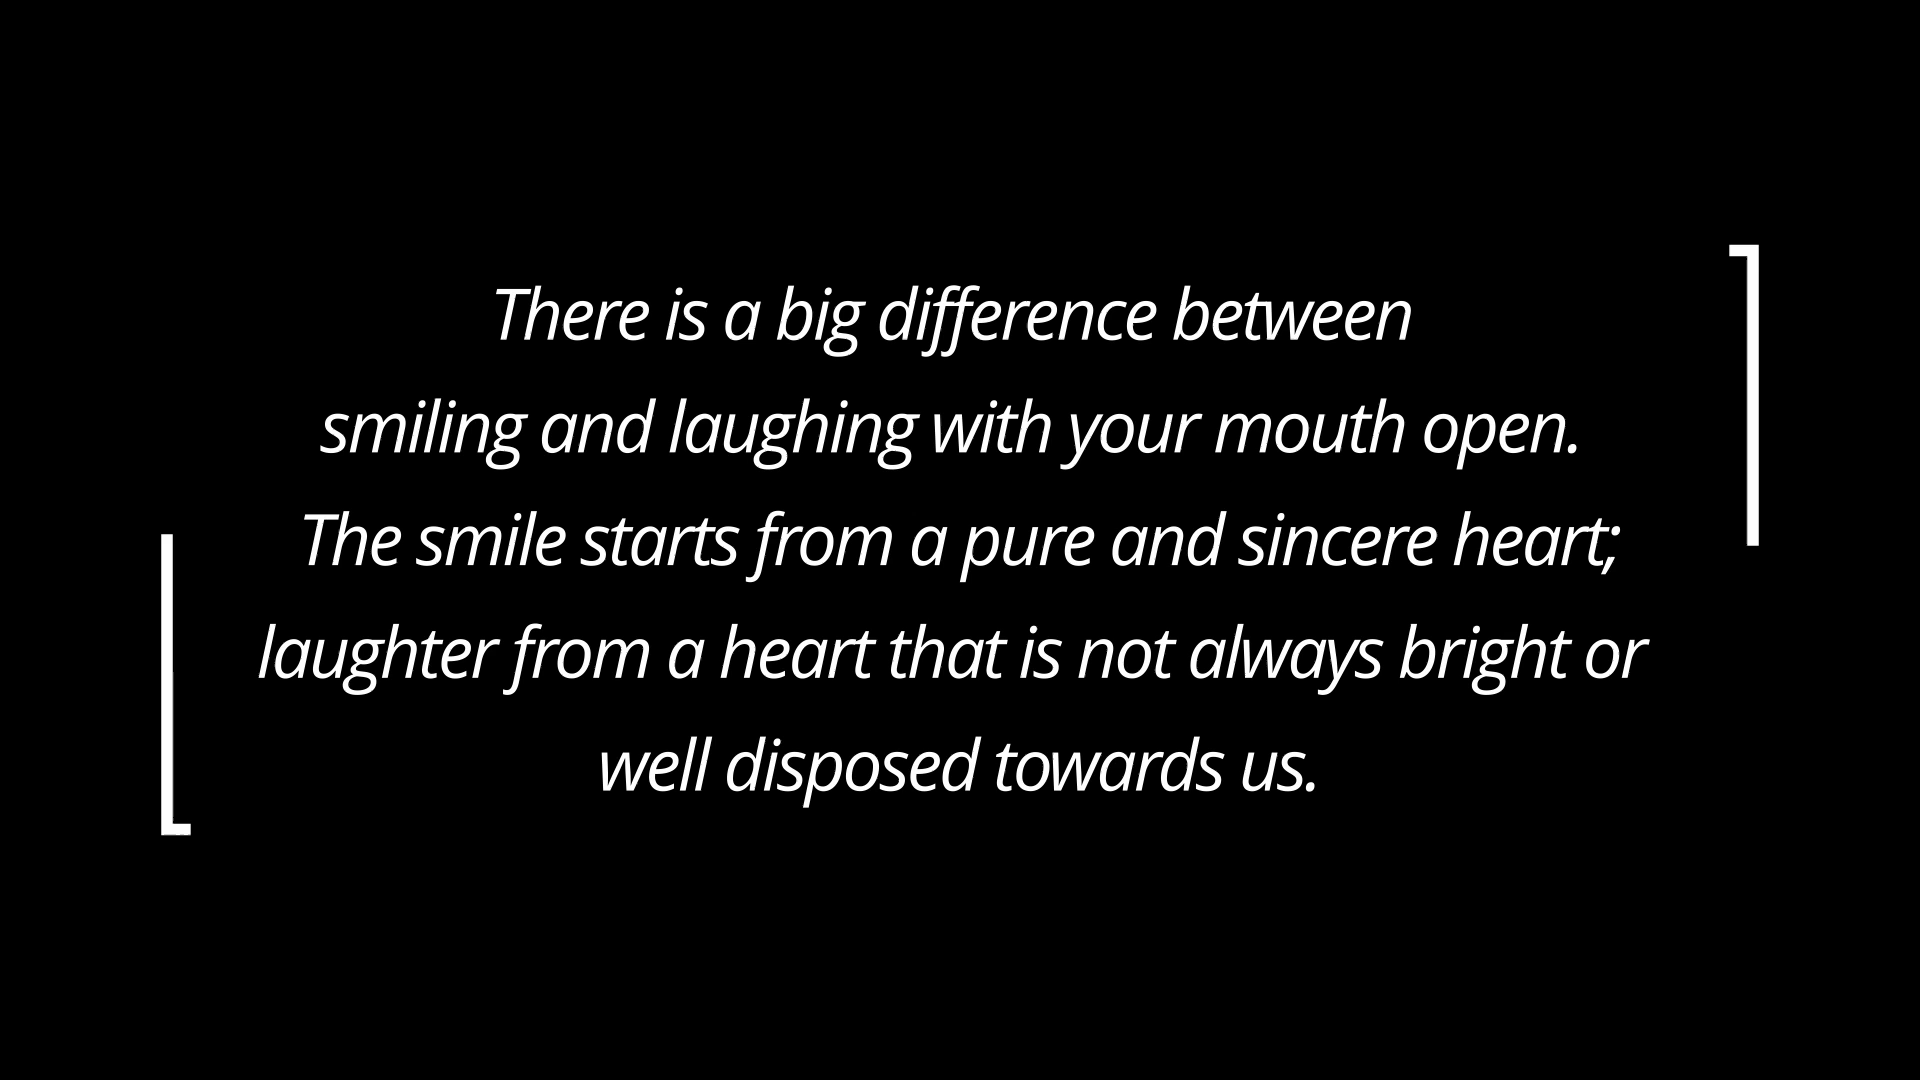 There is a big difference between
smiling and laughing with your mouth open.
The smile starts from a pure and sincere heart;
laughter from a heart that is not always bright or
well disposed towards us.